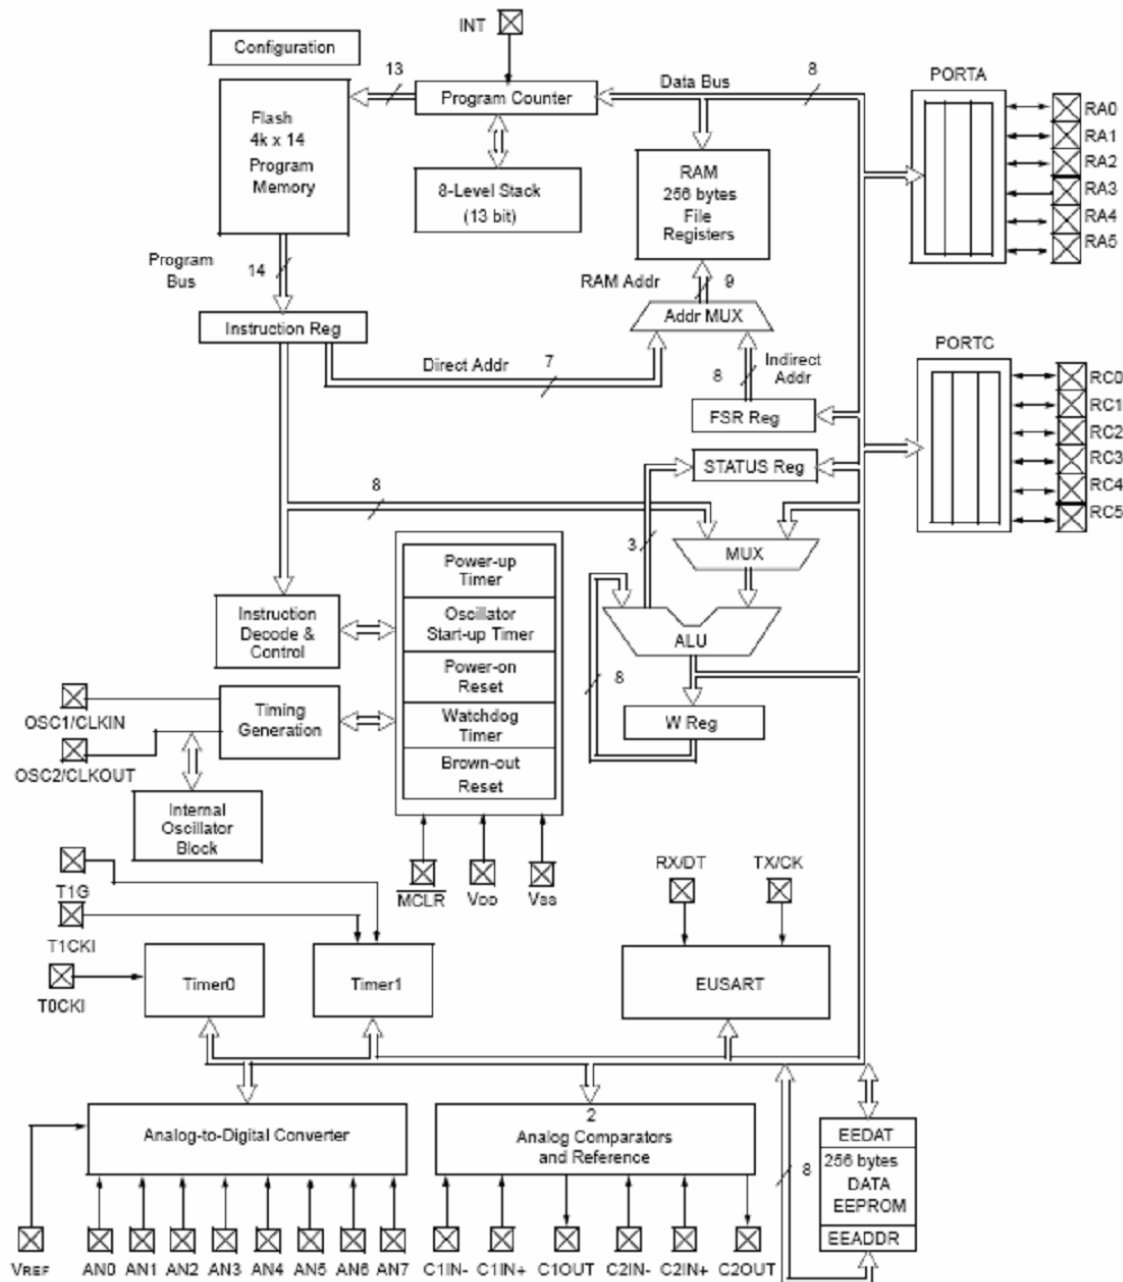 INT
Configuration
13
Program Counter
Data Bus
8
PORTA
Flash
4k x 14
Program
Memory
8-Level Stack
(13 bit)
RAM
256 bytes
File
Registers
RA0
RA1
RA2
RA3
RA4
RA5
Program
Bus
14
RAM Addr
9
Addr MUX
Instruction Reg
Direct Addr
7
8
Indirect
Addr
FSR Reg
STATUS Reg
PORTC
RC0
RC1
RC2
RC3
RC4
RC5
8
3
MUX
Power-up
Timer
Oscillator
Start-up Timer
Power-on
Reset
Watchdog
Timer
Brown-out
Reset
Instruction
Decode &
Control
ALU
8
W Reg
OSC1/CLKIN
Timing
Generation
OSC2/CLKOUT
Internal
Oscillator
Block
T1G
MCLR
VDD
VSS
RX/DT
TX/CK
T1CKI
T0CKI
Timer0
Timer1
EUSART
Analog-to-Digital Converter
2
Analog Comparators
and Reference
8
EEDAT
256 bytes
DATA
EEPROM
EEADDR
VREF
AN0
AN1
AN2
AN3
AN4
AN5
AN6
AN7
C1IN-
C1IN+
C1OUT
C2IN-
C2IN+
C2OUT